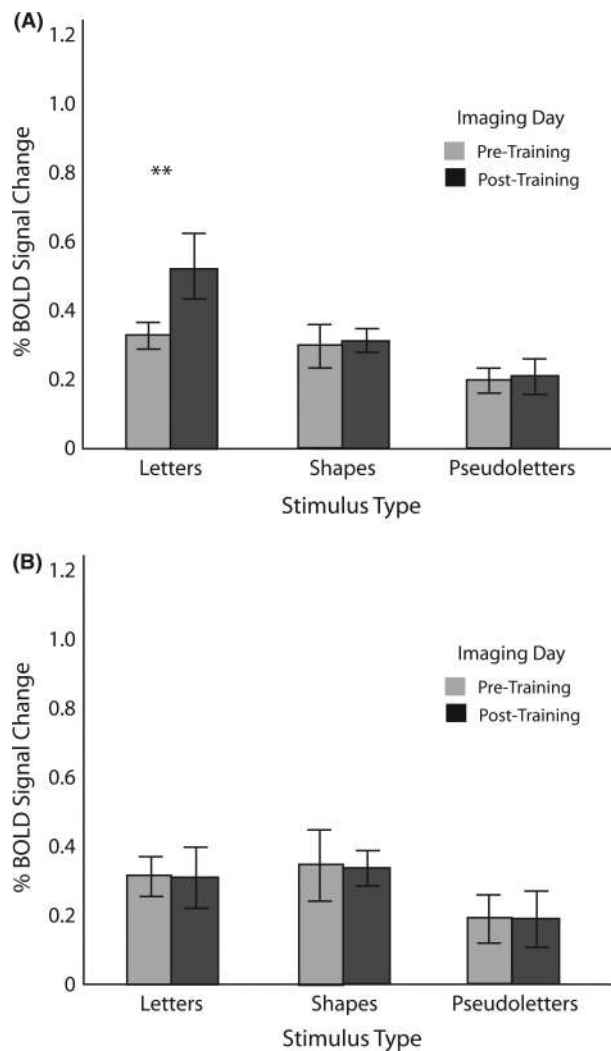 (A)
% BOLD Signal Change
1.2
1.0
0.8
0.6
0.4
0.2
0
**
Imaging Day
Pre-Training
Post-Training
Letters Shapes Pseudoletters
Stimulus Type
(B)
% BOLD Signal Change
1.2
1.0
0.8
0.6
0.4
0.2
0
Imaging Day
Pre-Training
Post-Training
Letters Shapes Pseudoletters
Stimulus Type